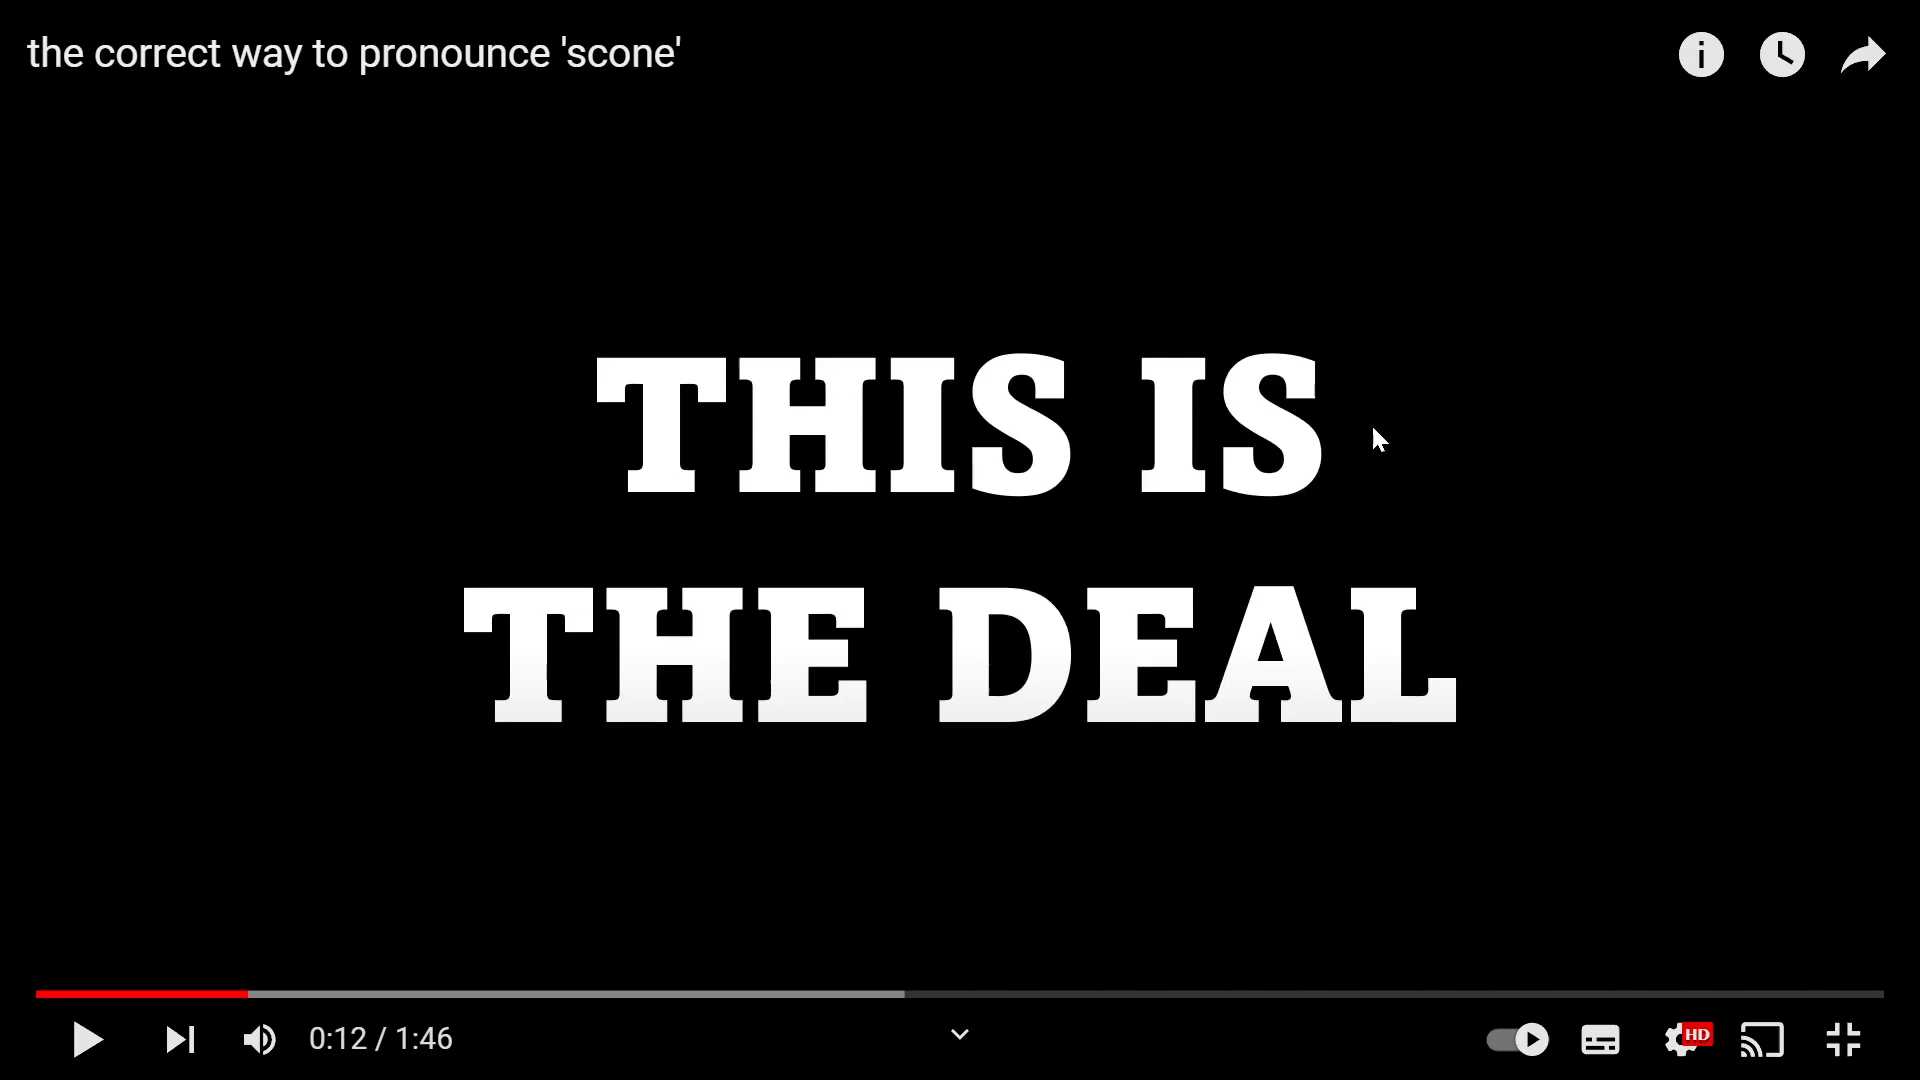 the correct way to pronounce 'scone'
THIS IS
THE DEAL
0:12 / 1:46
HD